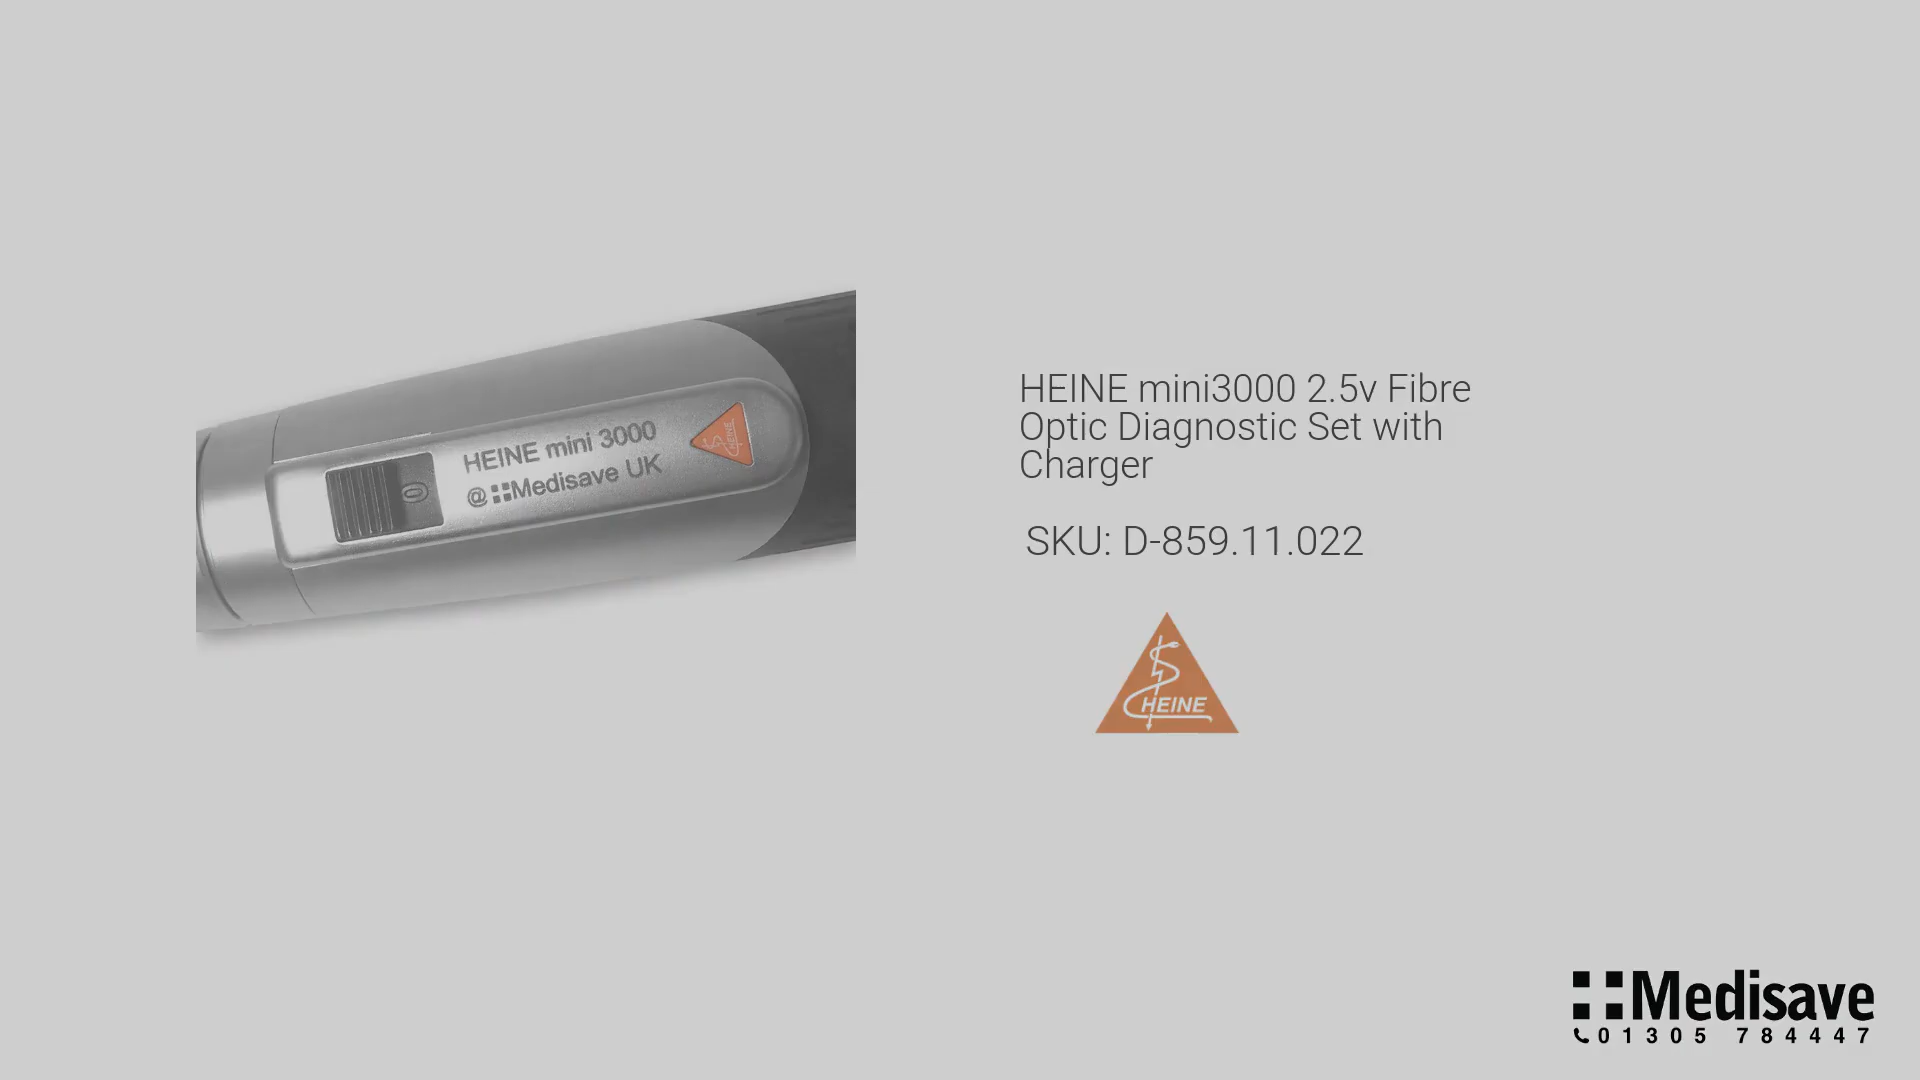 HEINE mini 3000
@ Medisave UK
HEINE
HEINE mini3000 2.5v Fibre
Optic Diagnostic Set with
Charger
SKU: D-859.11.022
HEINE
Medisave
01305 784447